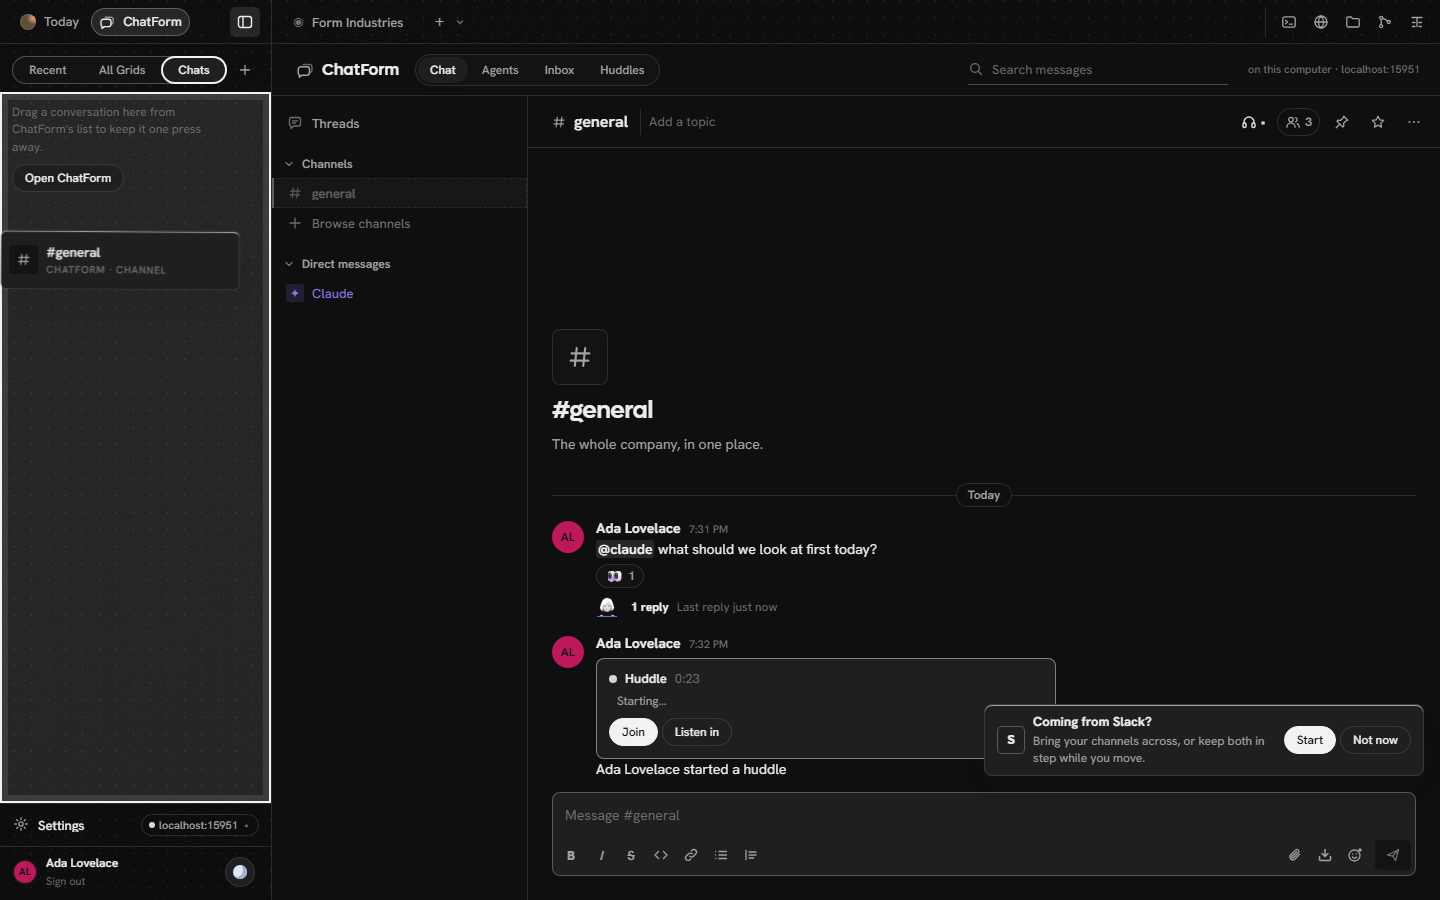 Today
ChatForm
Form Industries
Recent
All Grids
Chats
ChatForm
Chat
Agents
Inbox
Huddles
Search messages
on this computer · localhost:15951
Drag a conversation here from
ChatForm's list to keep it one press
away.
Open ChatForm
#general
CHATFORM · CHANNEL
Threads
Channels
general
Browse channels
Direct messages
Claude
# general
Add a topic
3
#
#general
The whole company, in one place.
Today
AL
Ada Lovelace 7:31 PM
@claude what should we look at first today?
1
1 reply Last reply just now
AL
Ada Lovelace 7:32 PM
Huddle 0:23
Starting...
Join
Listen in
Ada Lovelace started a huddle
S
Coming from Slack?
Bring your channels across, or keep both in
step while you move.
Start
Not now
Message #general
B I S
Settings
localhost:15951
AL
Ada Lovelace
Sign out